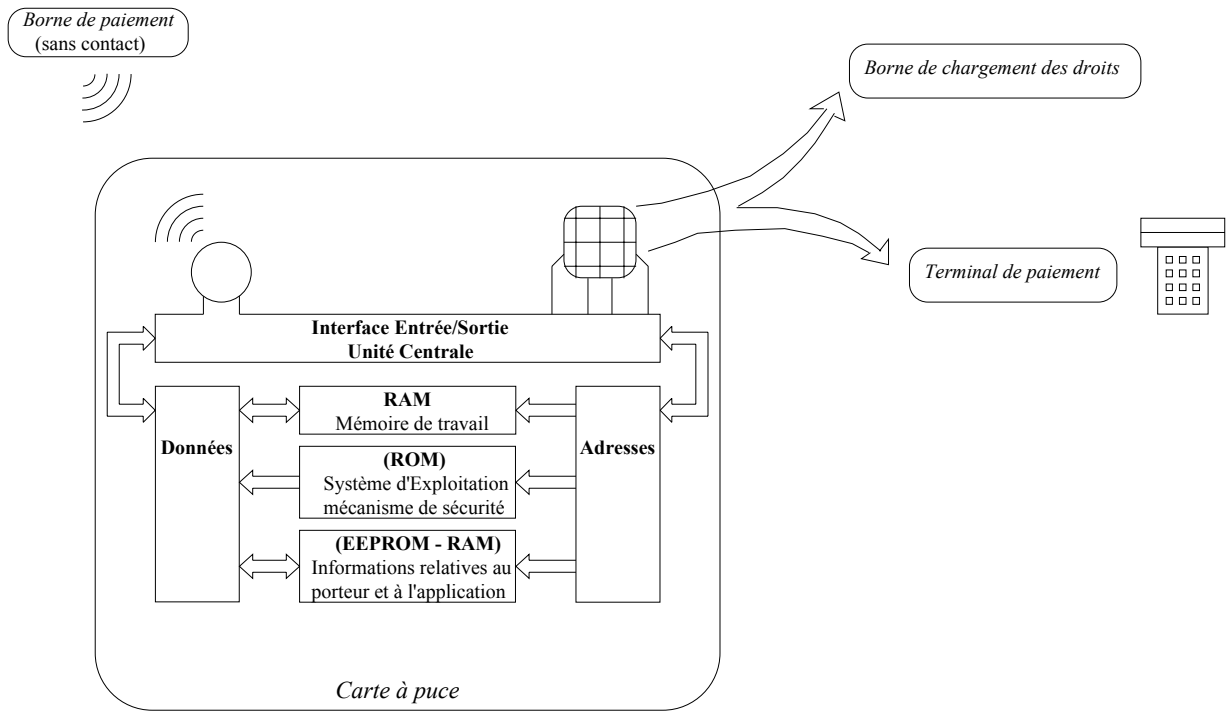 Borne de paiement
(sans contact)
Borne de chargement des droits
Terminal de paiement
Interface Entrée/Sortie
Unité Centrale
RAM
Mémoire de travail
Données
Adresses
(ROM)
Système d'Exploitation
mécanisme de sécurité
(EEPROM - RAM)
Informations relatives au
porteur et à l'application
Carte à puce